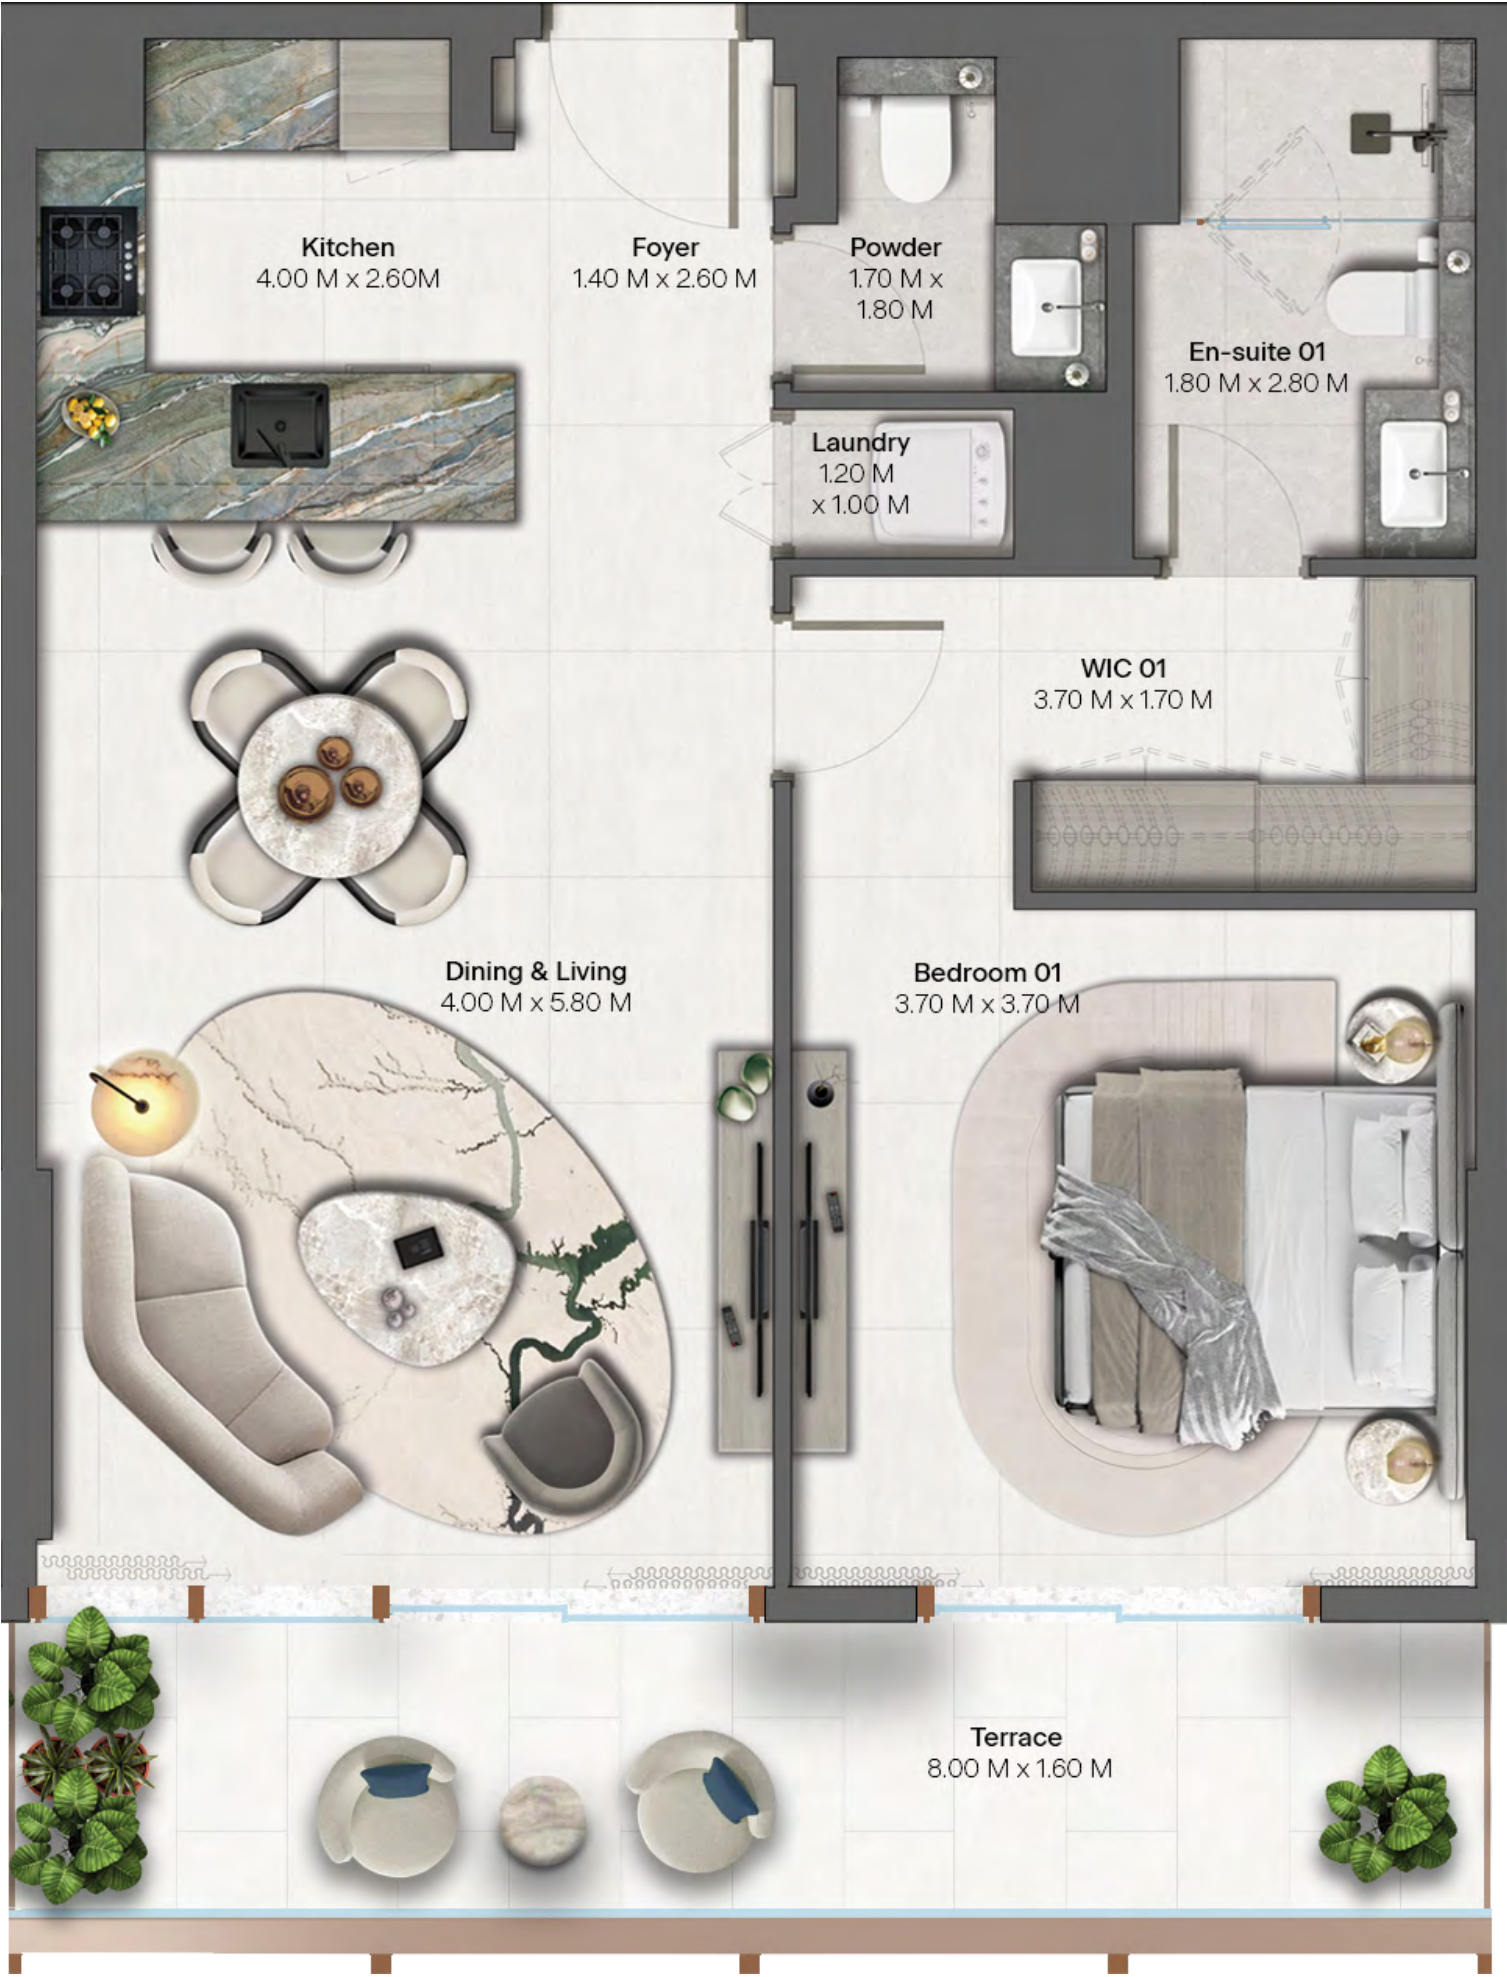 Kitchen
4.00 M x 2.60M
Foyer
1.40 M x 2.60 M
Powder
1.70 M x
1.80 M
En-suite 01
1.80 M x 2.80 M
Laundry
1.20 M
x 1.00 M
WIC 01
3.70 M x 1.70 M
Dining & Living
4.00 M x 5.80 M
Bedroom 01
3.70 M x 3.70 M
Terrace
8.00 M x 1.60 M